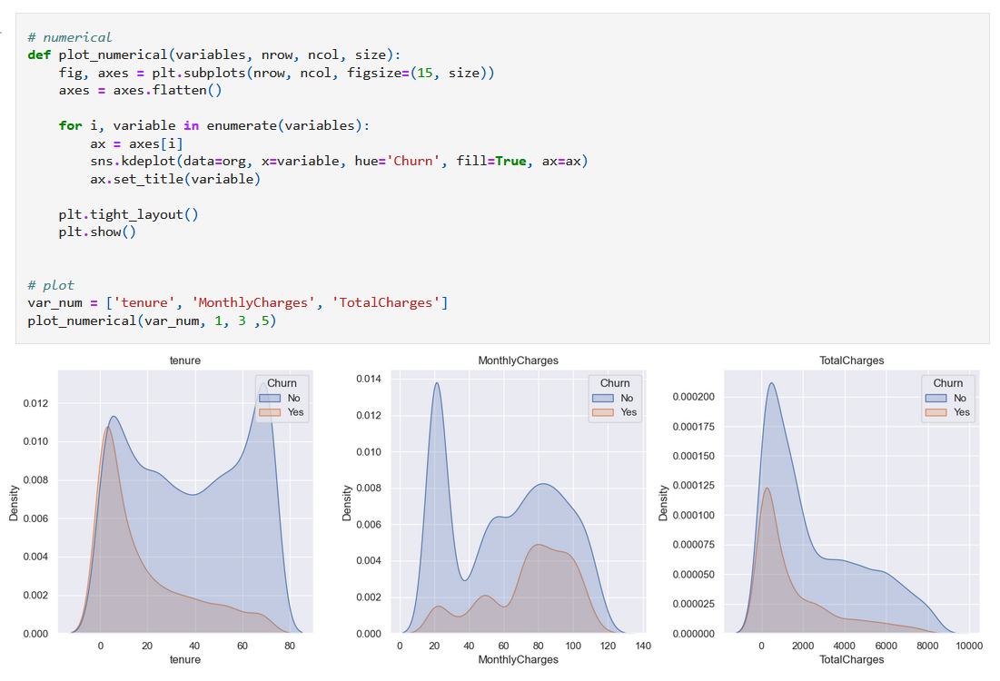 # numerical
def plot_numerical(variables, nrow, ncol, size):
    fig, axes = plt.subplots(nrow, ncol, figsize=(15, size))
    axes = axes.flatten()
    for i, variable in enumerate(variables):
        ax = axes[i]
        sns.kdeplot(data=org, x=variable, hue='Churn', fill=True, ax=ax)
        ax.set_title(variable)
    plt.tight_layout()
    plt.show()
# plot
var_num = ['tenure', 'MonthlyCharges', 'TotalCharges']
plot_numerical(var_num, 1, 3 ,5)
tenure
Churn
No
Yes
0.012
0.010
0.008
0.006
0.004
0.002
0.000
Density
0 20 40 60 80
tenure
MonthlyCharges
Churn
No
Yes
0.014
0.012
0.010
0.008
0.006
0.004
0.002
0.000
Density
0 20 40 60 80 100 120 140
MonthlyCharges
TotalCharges
Churn
No
Yes
0.000200
0.000175
0.000150
0.000125
0.000100
0.000075
0.000050
0.000025
0.000000
Density
0 2000 4000 6000 8000 10000
TotalCharges